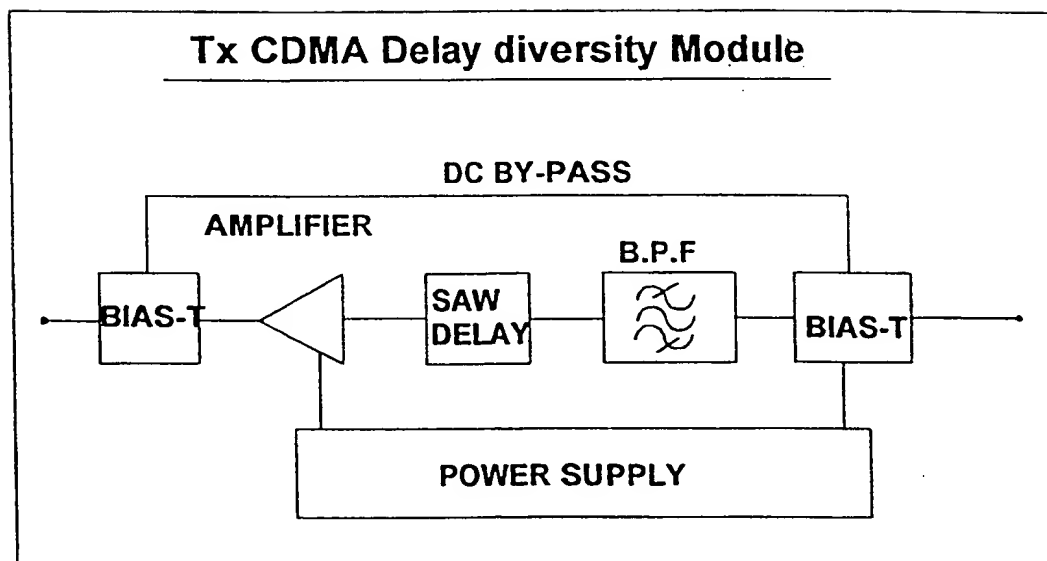 Tx CDMA Delay diversity Module
DC BY-PASS
AMPLIFIER
B.P.F
BIAS-T
SAW
DELAY
BIAS-T
POWER SUPPLY